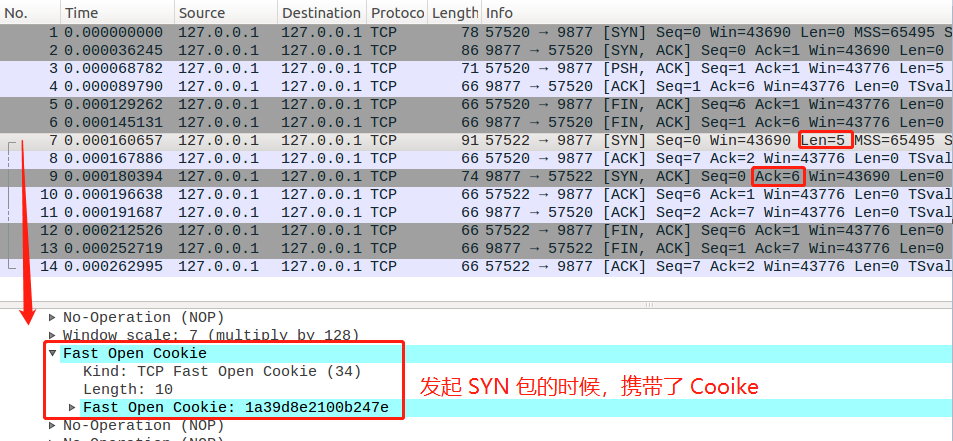 No. Time Source Destination Protoco Length Info
1 0.000000000 127.0.0.1 127.0.0.1 TCP 78 57520 → 9877 [SYN] Seq=0 Win=43690 Len=0 MSS=65495 S
2 0.000036245 127.0.0.1 127.0.0.1 TCP 86 9877 → 57520 [SYN, ACK] Seq=0 Ack=1 Win=43690 Len=0
3 0.000068782 127.0.0.1 127.0.0.1 TCP 71 57520 → 9877 [PSH, ACK] Seq=1 Ack=1 Win=43776 Len=5
4 0.000089790 127.0.0.1 127.0.0.1 TCP 66 9877 → 57520 [ACK] Seq=1 Ack=6 Win=43776 Len=0 TSval
5 0.000129262 127.0.0.1 127.0.0.1 TCP 66 57520 → 9877 [FIN, ACK] Seq=6 Ack=1 Win=43776 Len=0
6 0.000145131 127.0.0.1 127.0.0.1 TCP 66 9877 → 57520 [FIN, ACK] Seq=1 Ack=6 Win=43776 Len=0
7 0.000160657 127.0.0.1 127.0.0.1 TCP 91 57522 → 9877 [SYN] Seq=0 Win=43690 Len=5 MSS=65495 S
8 0.000167886 127.0.0.1 127.0.0.1 TCP 66 57520 → 9877 [ACK] Seq=7 Ack=2 Win=43776 Len=0 TSval
9 0.000180394 127.0.0.1 127.0.0.1 TCP 74 9877 → 57522 [SYN, ACK] Seq=0 Ack=6 Win=43690 Len=0
10 0.000196638 127.0.0.1 127.0.0.1 TCP 66 57522 → 9877 [ACK] Seq=6 Ack=1 Win=43776 Len=0 TSval
11 0.000191687 127.0.0.1 127.0.0.1 TCP 66 9877 → 57520 [ACK] Seq=2 Ack=7 Win=43776 Len=0 TSval
12 0.000212526 127.0.0.1 127.0.0.1 TCP 66 57522 → 9877 [FIN, ACK] Seq=6 Ack=1 Win=43776 Len=0
13 0.000252719 127.0.0.1 127.0.0.1 TCP 66 9877 → 57522 [FIN, ACK] Seq=1 Ack=7 Win=43776 Len=0
14 0.000262995 127.0.0.1 127.0.0.1 TCP 66 57522 → 9877 [ACK] Seq=7 Ack=2 Win=43776 Len=0 TSval
No-Operation (NOP)
Window scale: 7 (multiply by 128)
Fast Open Cookie
Kind: TCP Fast Open Cookie (34)
Length: 10
Fast Open Cookie: 1a39d8e2100b247e
发起 SYN 包的时候，携带了 Cooike
No-Operation (NOP)